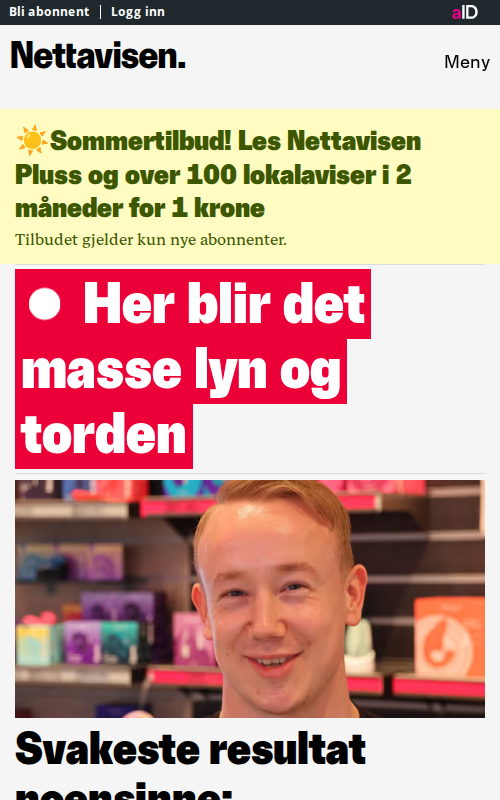 Bli abonnent | Logg inn
aID
Nettavisen.
Meny
☀️Sommertilbud! Les Nettavisen
Pluss og over 100 lokalaviser i 2
måneder for 1 krone
Tilbudet gjelder kun nye abonnenter.
Her blir det
masse lyn og
torden
Svakeste resultat
noensinne: